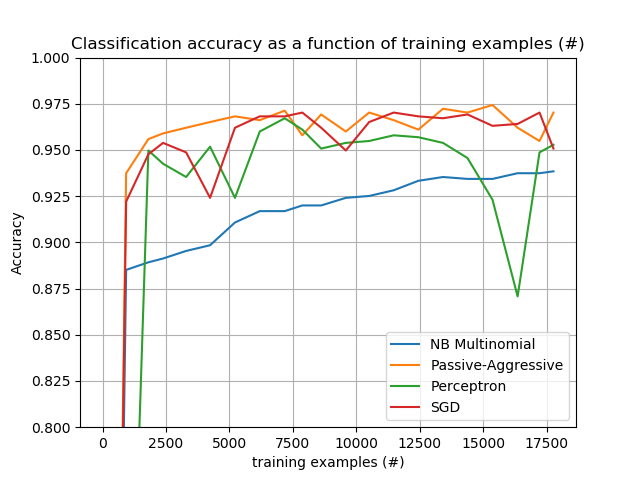 Classification accuracy as a function of training examples (#)
1.000
0.975
0.950
0.925
0.900
0.875
0.850
0.825
0.800
Accuracy
NB Multinomial
Passive-Aggressive
Perceptron
SGD
0 2500 5000 7500 10000 12500 15000 17500
training examples (#)